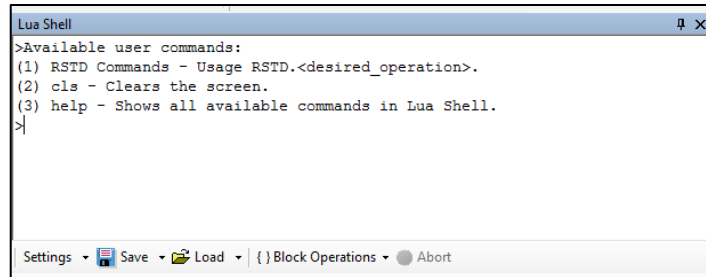 Lua Shell
>Available user commands:
(1) RSTD Commands - Usage RSTD.<desired_operation>.
(2) cls - Clears the screen.
(3) help - Shows all available commands in Lua Shell.
>
Settings Save Load { } Block Operations Abort